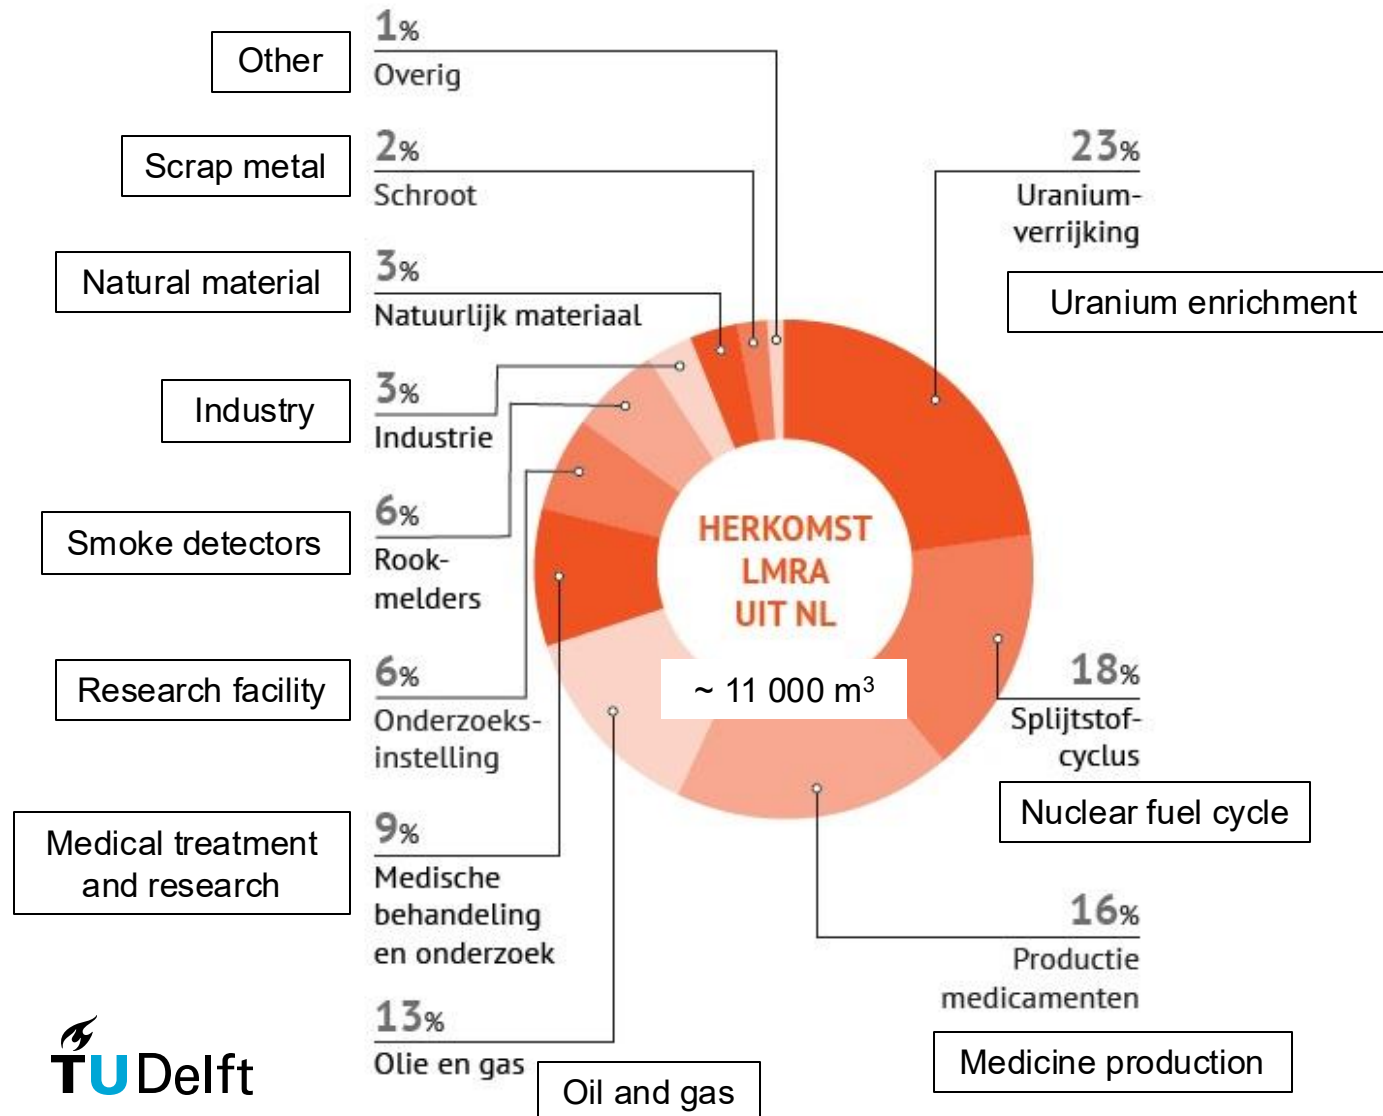 1%
Overig
Other
2%
Schroot
Scrap metal
3%
Natuurlijk materiaal
Natural material
3%
Industrie
Industry
6%
Rook-
melders
Smoke detectors
6%
Onderzoeks-
instelling
Research facility
9%
Medische
behandeling
en onderzoek
Medical treatment
and research
13%
Olie en gas
Oil and gas
HERKOMST
LMRA
UIT NL
~ 11 000 m³
23%
Uranium-
verrijking
Uranium enrichment
18%
Splijtstof-
cyclus
Nuclear fuel cycle
16%
Productie
medicamenten
Medicine production
TU Delft